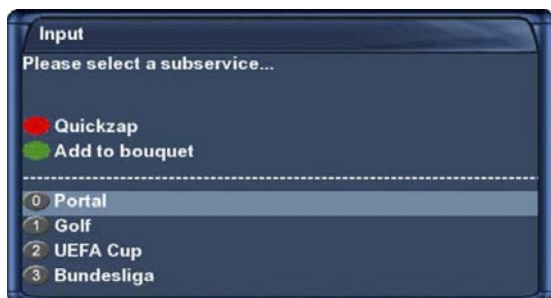 Input
Please select a subservice...
Quickzap
Add to bouquet
0 Portal
1 Golf
2 UEFA Cup
3 Bundesliga